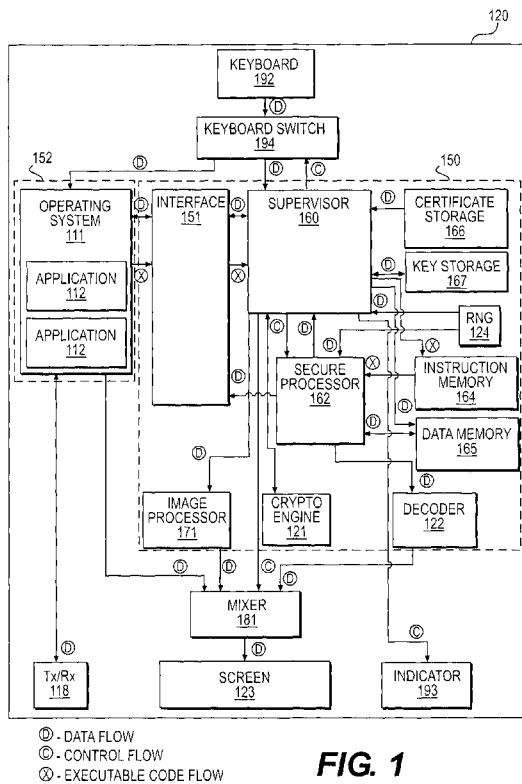 120
KEYBOARD
192
D
KEYBOARD SWITCH
194
D
D
C
152
150
OPERATING
SYSTEM
111
APPLICATION
112
APPLICATION
112
D
X
INTERFACE
151
D
X
SUPERVISOR
160
D
CERTIFICATE
STORAGE
166
D
KEY STORAGE
167
D
RNG
124
C
D
D
X
X
INSTRUCTION
MEMORY
164
D
SECURE
PROCESSOR
162
D
D
DATA MEMORY
165
D
D
IMAGE
PROCESSOR
171
CRYPTO
ENGINE
121
DECODER
122
D
D
C
D
MIXER
181
D
C
D
Tx/Rx
118
SCREEN
123
INDICATOR
193
D - DATA FLOW
C - CONTROL FLOW
X - EXECUTABLE CODE FLOW
FIG. 1